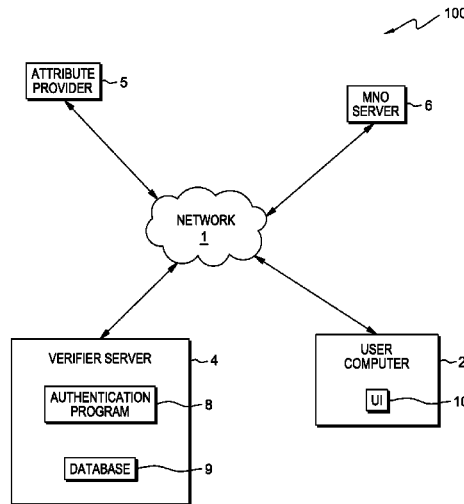 100
ATTRIBUTE
PROVIDER
5
MNO
SERVER
6
NETWORK
1
VERIFIER SERVER
4
AUTHENTICATION
PROGRAM
8
DATABASE
9
USER
COMPUTER
2
UI
10